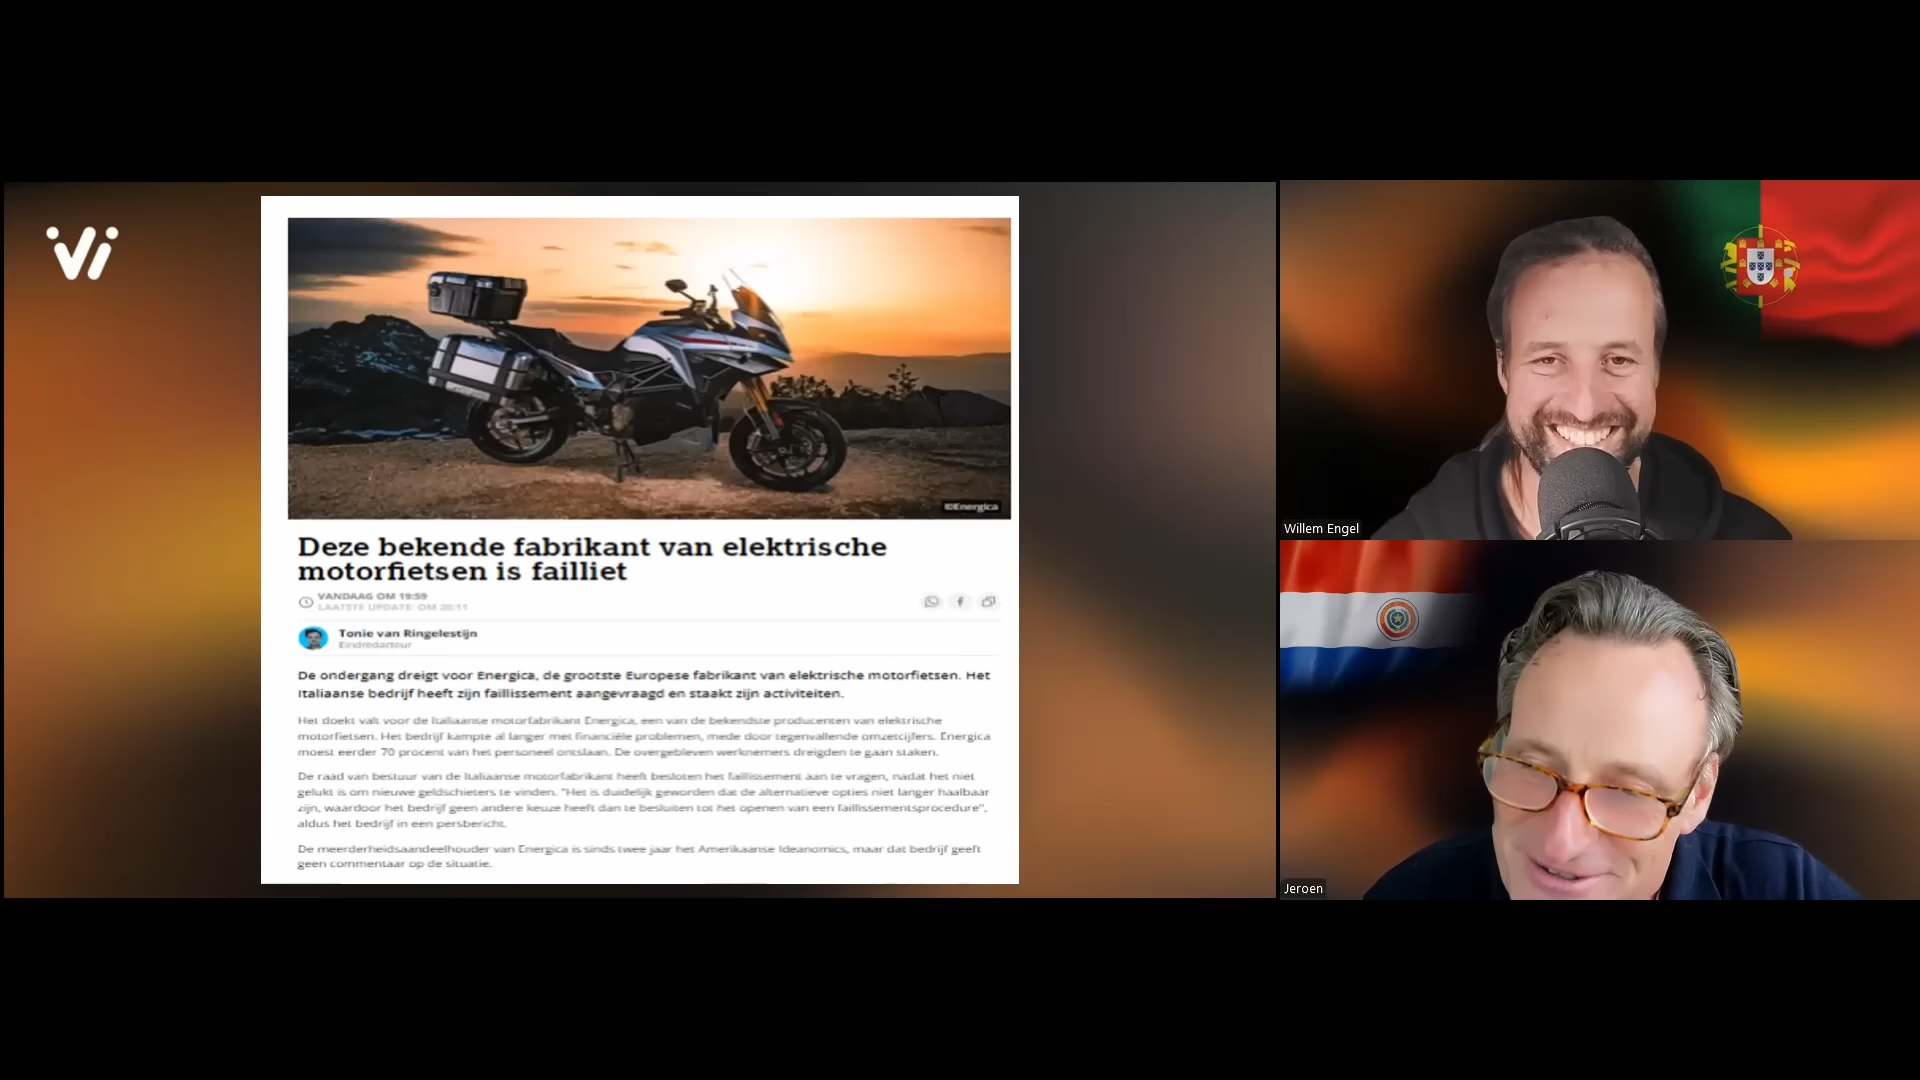 ©Energica
Deze bekende fabrikant van elektrische
motorfietsen is failliet
VANDAAG OM 19:59
LAATSTE UPDATE: OM 20:11
Tonie van Ringelestijn
Eindredacteur
De ondergang dreigt voor Energica, de grootste Europese fabrikant van elektrische motorfietsen. Het
Italiaanse bedrijf heeft zijn faillissement aangevraagd en staakt zijn activiteiten.
Het doekt valt voor de Italiaanse motorfabrikant Energica, een van de bekendste producenten van elektrische
motorfietsen. Het bedrijf kampte al langer met financiële problemen, mede door tegenvallende omzetcijfers. Energica
moest eerder 70 procent van het personeel ontslaan. De overgebleven werknemers dreigden te gaan staken.
De raad van bestuur van de Italiaanse motorfabrikant heeft besloten het faillissement aan te vragen, nadat het niet
gelukt is om nieuwe geldschieters te vinden. "Het is duidelijk geworden dat de alternatieve opties niet langer haalbaar
zijn, waardoor het bedrijf geen andere keuze heeft dan te besluiten tot het openen van een faillissementsprocedure",
aldus het bedrijf in een persbericht.
De meerderheidsaandeelhouder van Energica is sinds twee jaar het Amerikaanse Ideanomics, maar dat bedrijf geeft
geen commentaar op de situatie.
Willem Engel
Jeroen